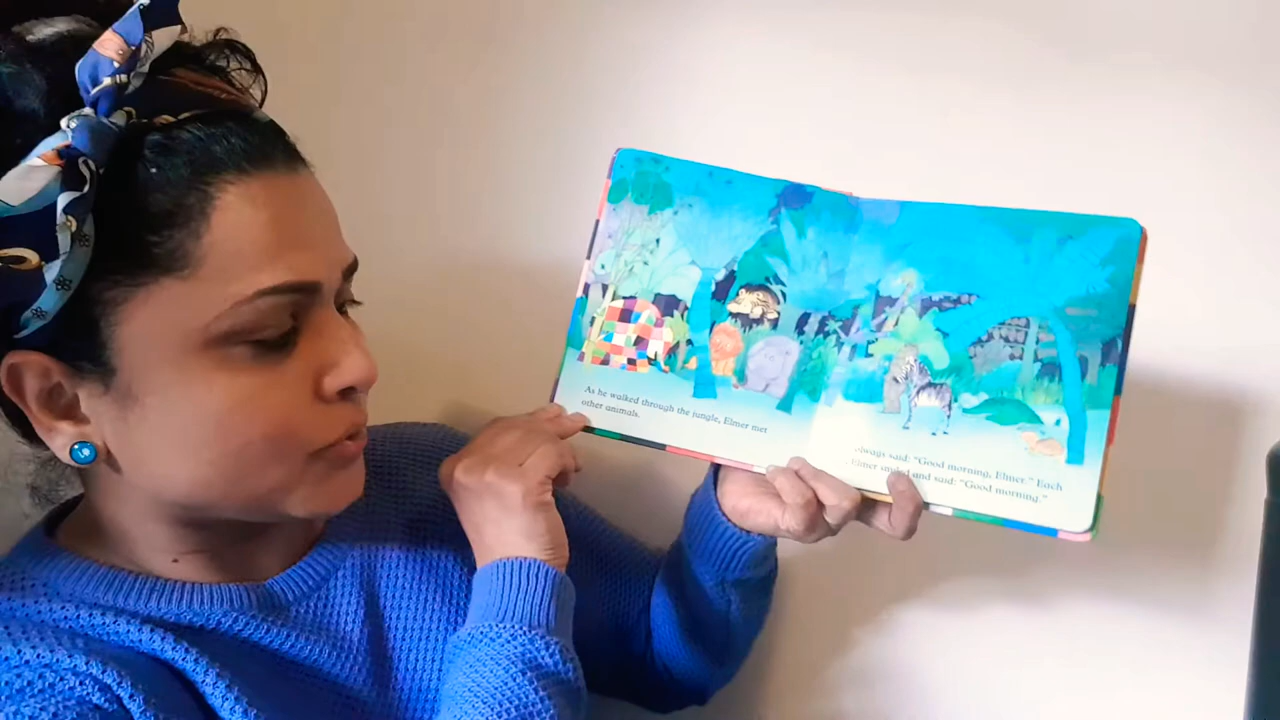 As he walked through the jungle, Elmer met
other animals.
always said: "Good morning, Elmer." Each
Elmer smiled and said: "Good morning."